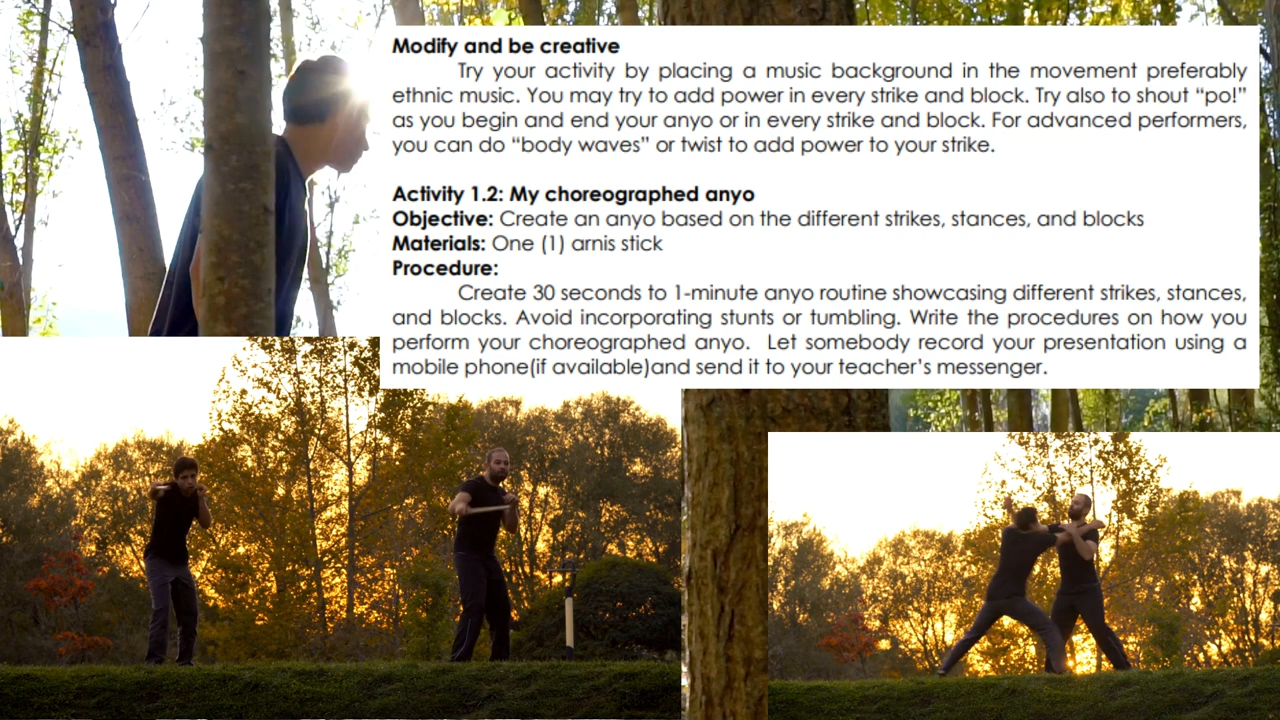 Modify and be creative
Try your activity by placing a music background in the movement preferably
ethnic music. You may try to add power in every strike and block. Try also to shout “po!”
as you begin and end your anyo or in every strike and block. For advanced performers,
you can do “body waves” or twist to add power to your strike.
Activity 1.2: My choreographed anyo
Objective: Create an anyo based on the different strikes, stances, and blocks
Materials: One (1) arnis stick
Procedure:
Create 30 seconds to 1-minute anyo routine showcasing different strikes, stances,
and blocks. Avoid incorporating stunts or tumbling. Write the procedures on how you
perform your choreographed anyo. Let somebody record your presentation using a
mobile phone(if available)and send it to your teacher’s messenger.